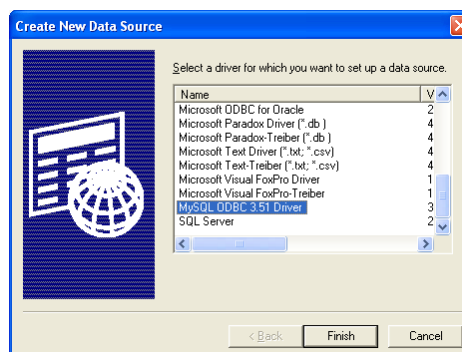 Create New Data Source
Select a driver for which you want to set up a data source.
Name V
Microsoft ODBC for Oracle 2
Microsoft Paradox Driver (*.db ) 4
Microsoft Paradox-Treiber (*.db ) 4
Microsoft Text Driver (*.txt; *.csv) 4
Microsoft Text-Treiber (*.txt; *.csv) 4
Microsoft Visual FoxPro Driver 1
Microsoft Visual FoxPro-Treiber 1
MySQL ODBC 3.51 Driver 3
SQL Server 2
< Back Finish Cancel